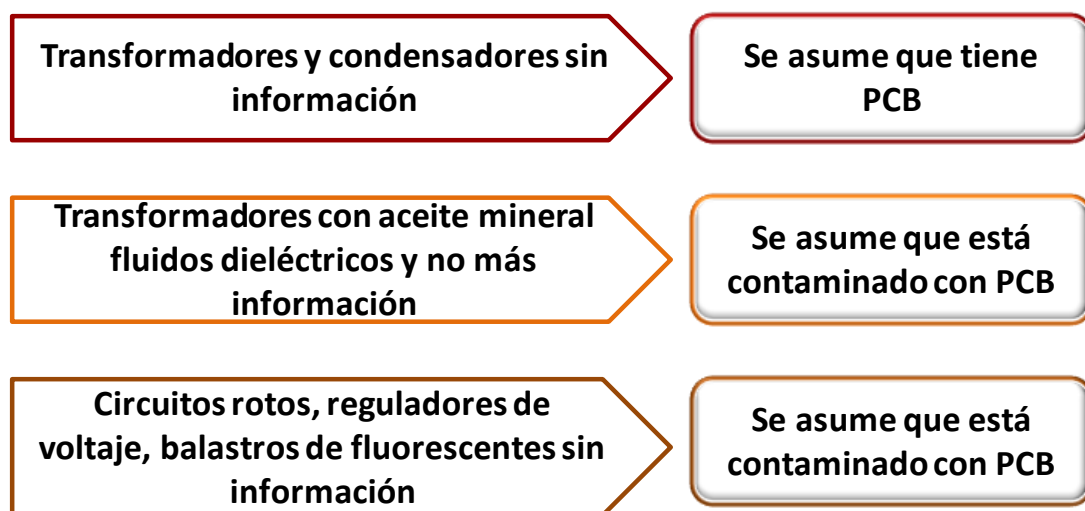 Transformadores y condensadores sin
información
Se asume que tiene
PCB
Transformadores con aceite mineral
fluidos dieléctricos y no más
información
Se asume que está
contaminado con PCB
Circuitos rotos, reguladores de
voltaje, balastros de fluorescentes sin
información
Se asume que está
contaminado con PCB